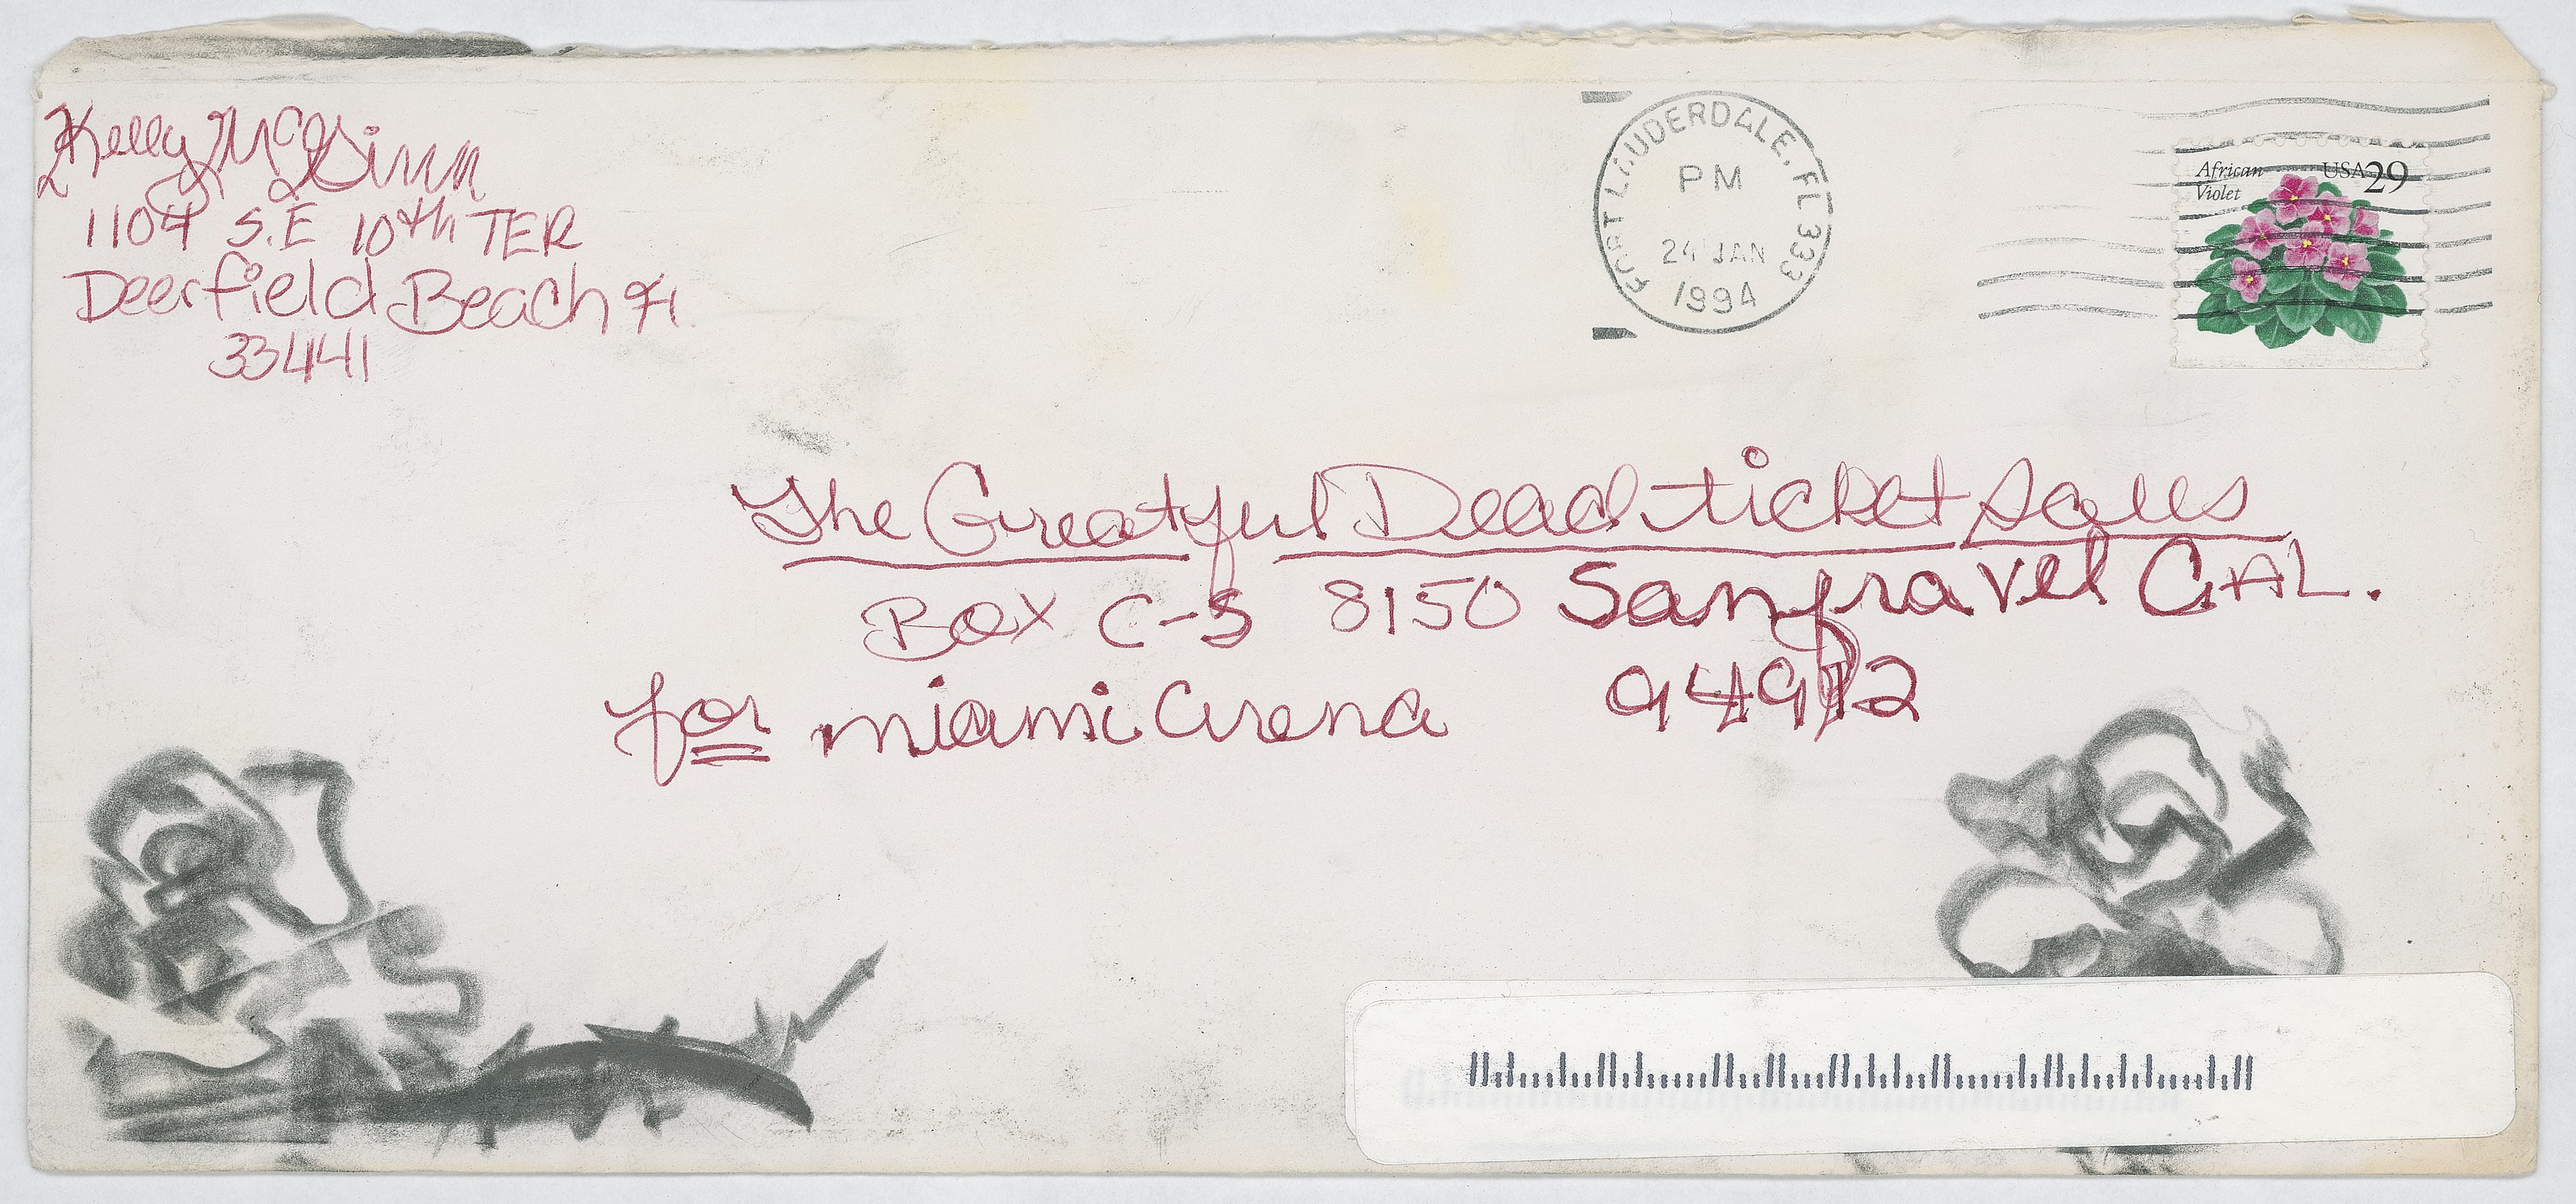 Kelly McGinn
1104 S.E 10th TER
Deerfield Beach Fl
33441
FORT LAUDERDALE, FL 333
PM
24 JAN
1994
African
Violet
USA 29
The Greatful Dead ticket Sales
Box C-S 8150 Sanfravel CAL.
94912
for miami Arena